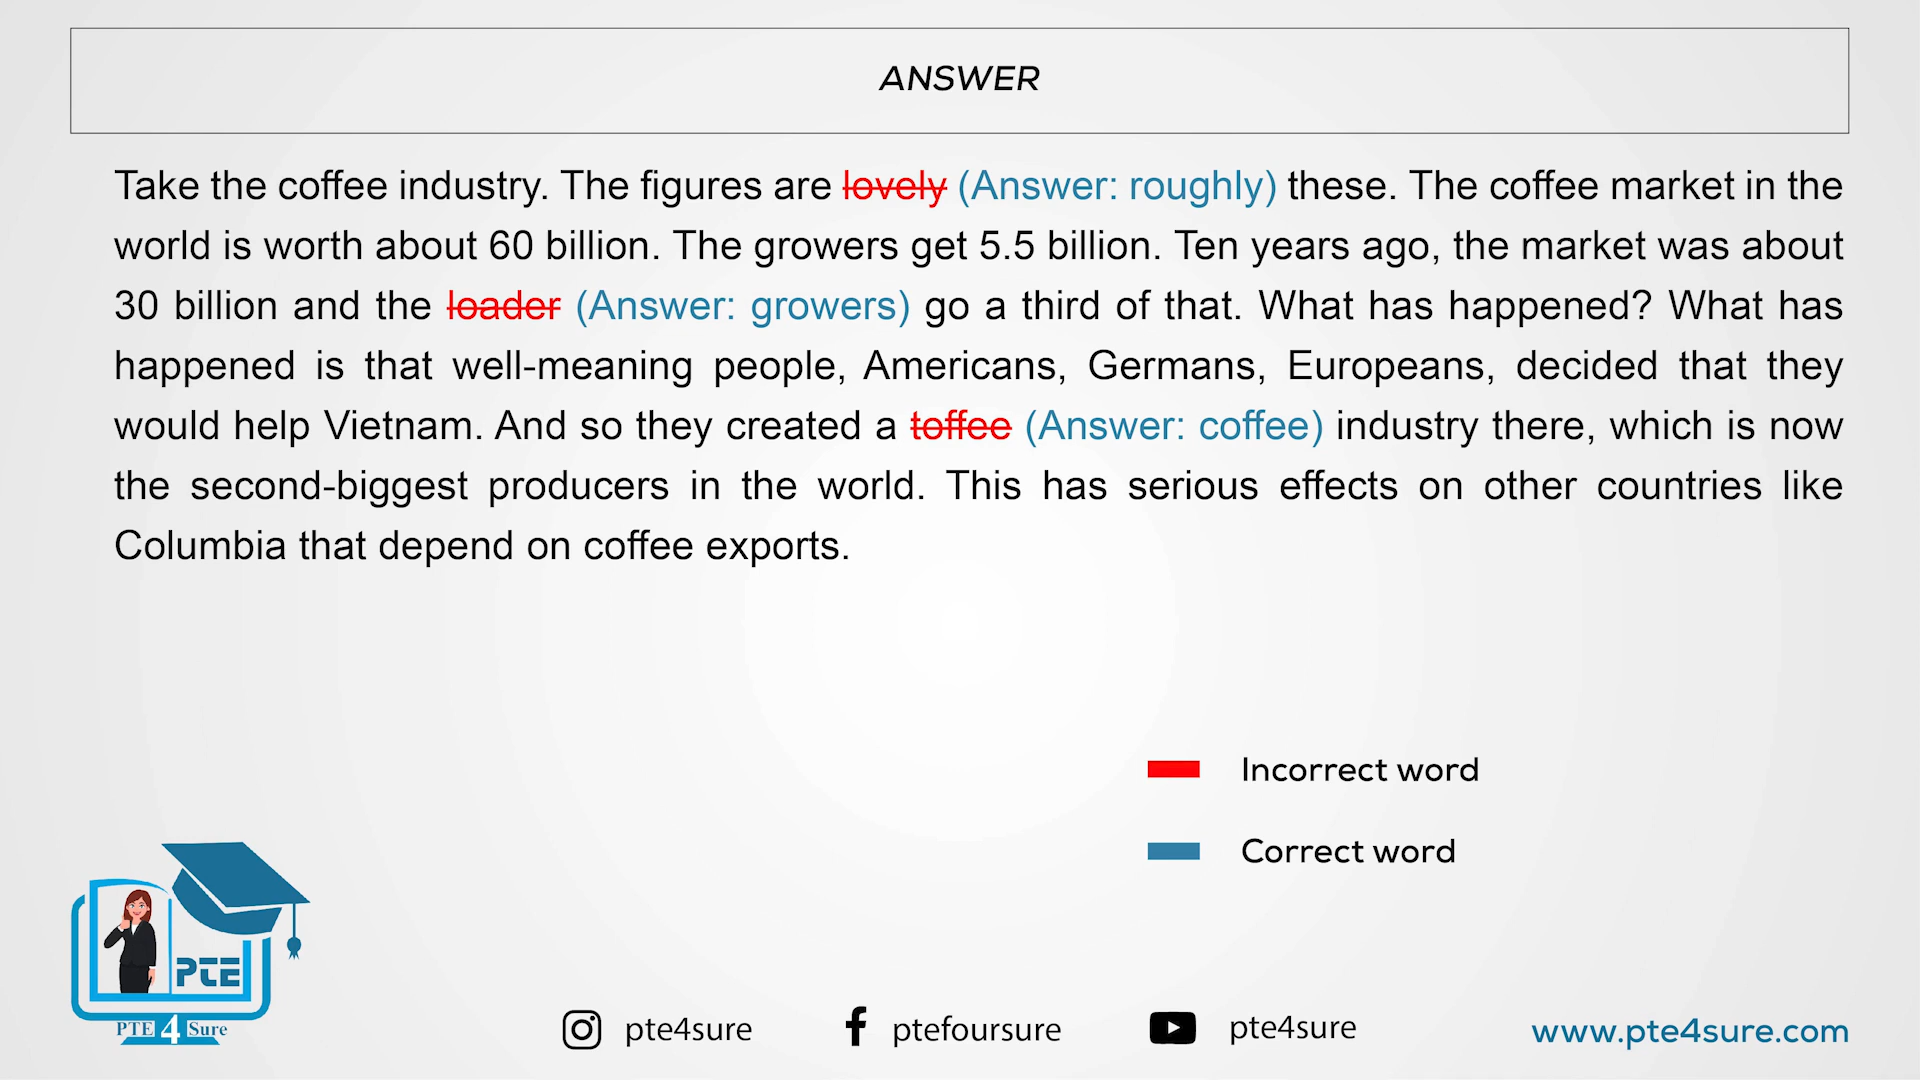 ANSWER
Take the coffee industry. The figures are lovely (Answer: roughly) these. The coffee market in the
world is worth about 60 billion. The growers get 5.5 billion. Ten years ago, the market was about
30 billion and the loader (Answer: growers) go a third of that. What has happened? What has
happened is that well-meaning people, Americans, Germans, Europeans, decided that they
would help Vietnam. And so they created a toffee (Answer: coffee) industry there, which is now
the second-biggest producers in the world. This has serious effects on other countries like
Columbia that depend on coffee exports.
Incorrect word
Correct word
PTE
PTE 4 Sure
pte4sure
ptefoursure
pte4sure
www.pte4sure.com